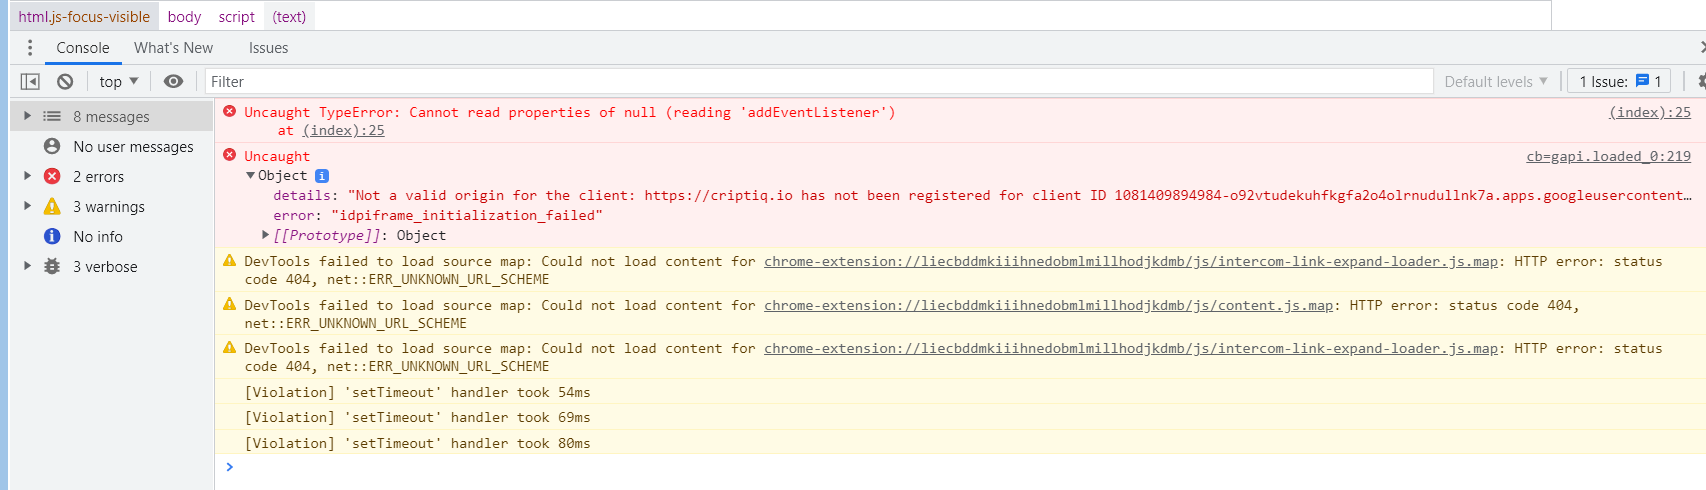 html.js-focus-visible body script (text)
Console What's New Issues
top Filter Default levels 1 Issue: 1
8 messages
No user messages
2 errors
3 warnings
No info
3 verbose
Uncaught TypeError: Cannot read properties of null (reading 'addEventListener') (index):25
at (index):25
Uncaught cb=gapi.loaded_0:219
Object
details: "Not a valid origin for the client: https://criptiq.io has not been registered for client ID 1081409894984-o92vtudekuhfkgfa2o4olrnudullnk7a.apps.googleusercontent…
error: "idpiframe_initialization_failed"
[[Prototype]]: Object
DevTools failed to load source map: Could not load content for chrome-extension://liecbddmkiiihnedobmlmillhodjkdmb/js/intercom-link-expand-loader.js.map: HTTP error: status
code 404, net::ERR_UNKNOWN_URL_SCHEME
DevTools failed to load source map: Could not load content for chrome-extension://liecbddmkiiihnedobmlmillhodjkdmb/js/content.js.map: HTTP error: status code 404,
net::ERR_UNKNOWN_URL_SCHEME
DevTools failed to load source map: Could not load content for chrome-extension://liecbddmkiiihnedobmlmillhodjkdmb/js/intercom-link-expand-loader.js.map: HTTP error: status
code 404, net::ERR_UNKNOWN_URL_SCHEME
[Violation] 'setTimeout' handler took 54ms
[Violation] 'setTimeout' handler took 69ms
[Violation] 'setTimeout' handler took 80ms